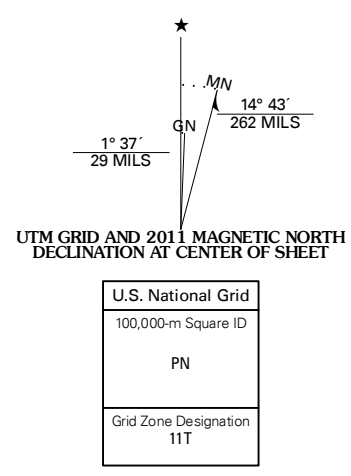 ★
MN
GN
14° 43´
262 MILS
1° 37´
29 MILS
UTM GRID AND 2011 MAGNETIC NORTH
DECLINATION AT CENTER OF SHEET
U.S. National Grid
100,000-m Square ID
PN
Grid Zone Designation
11T